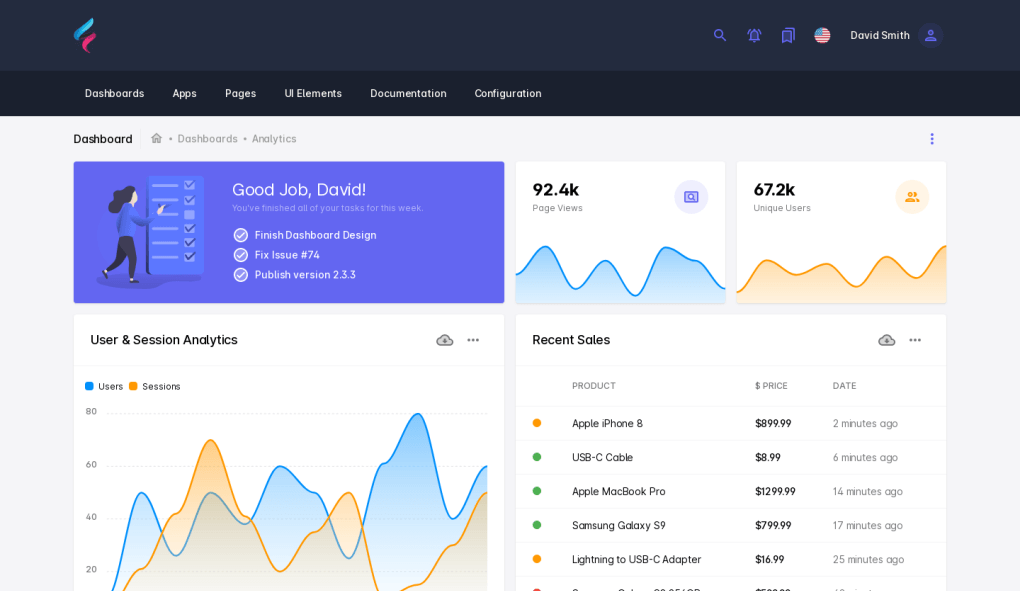 David Smith
Dashboards Apps Pages UI Elements Documentation Configuration
Dashboard • Dashboards • Analytics
Good Job, David!
You've finished all of your tasks for this week.
Finish Dashboard Design
Fix Issue #74
Publish version 2.3.3
92.4k
Page Views
67.2k
Unique Users
User & Session Analytics
Users Sessions
80
60
40
20
Recent Sales
PRODUCT $ PRICE DATE
Apple iPhone 8 $899.99 2 minutes ago
USB-C Cable $8.99 6 minutes ago
Apple MacBook Pro $1299.99 14 minutes ago
Samsung Galaxy S9 $799.99 17 minutes ago
Lightning to USB-C Adapter $16.99 25 minutes ago